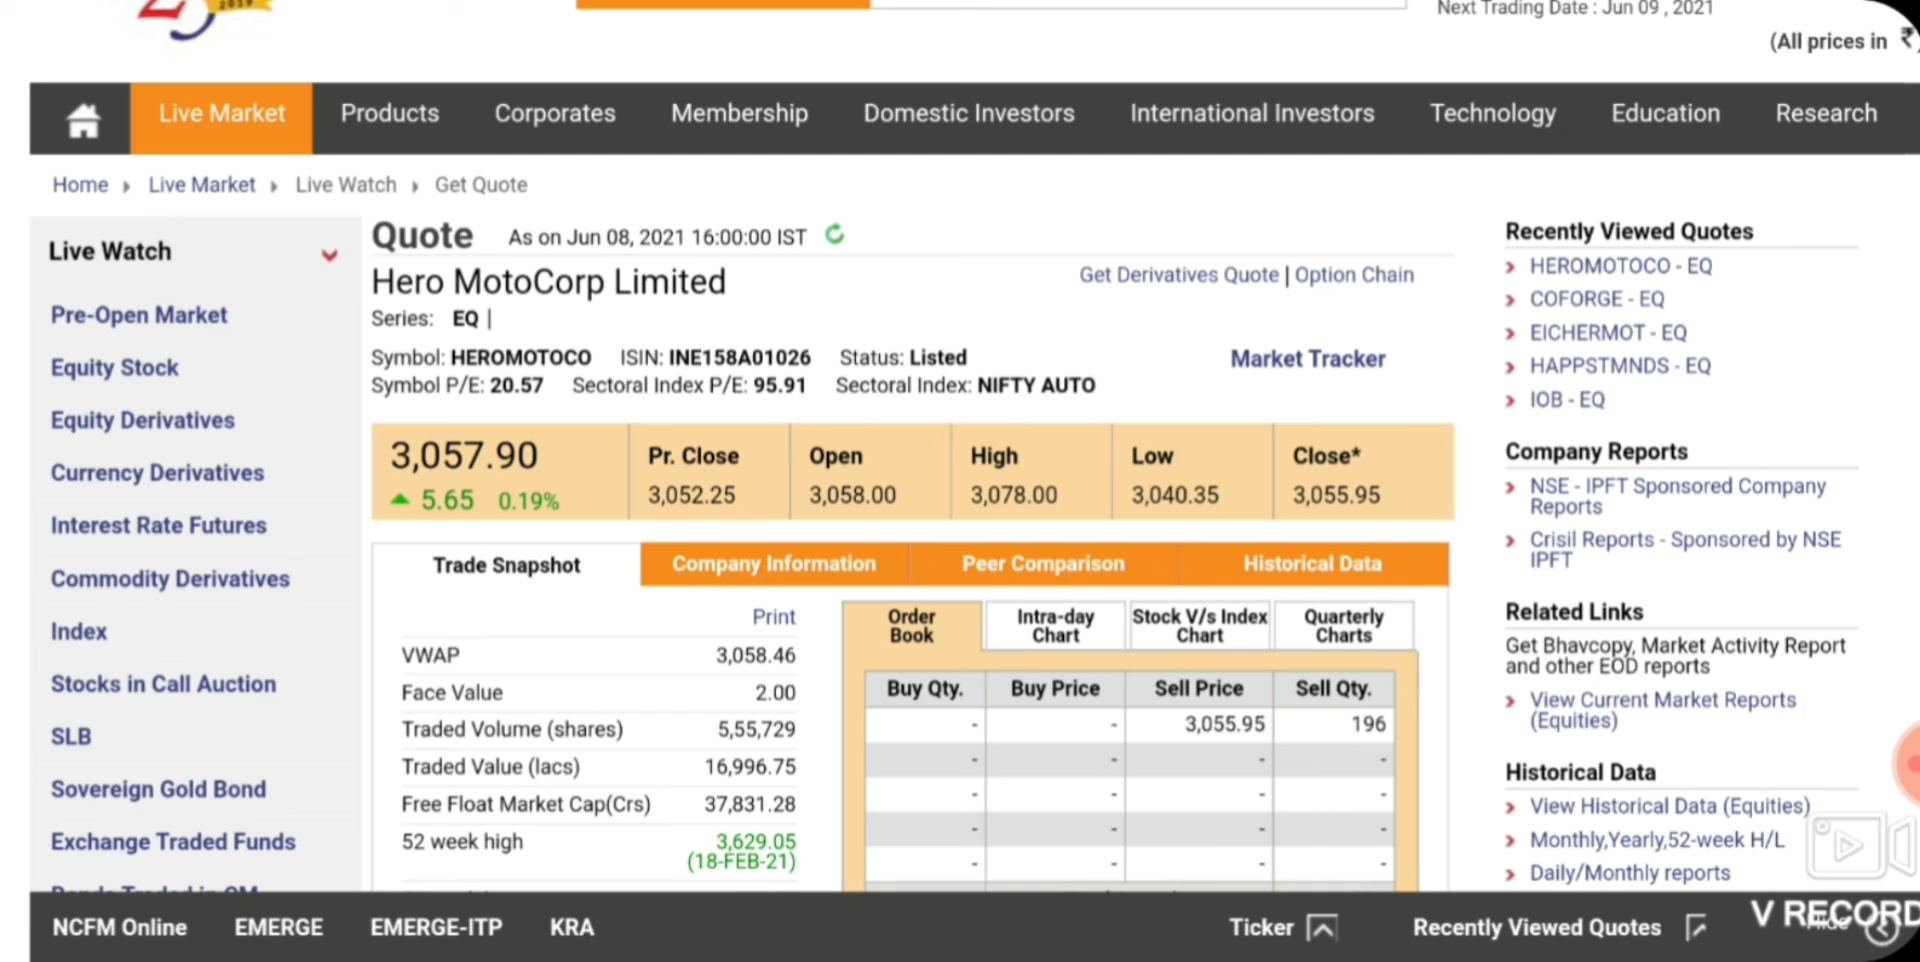 2019
Next Trading Date : Jun 09 , 2021
(All prices in ₹)
Live Market Products Corporates Membership Domestic Investors International Investors Technology Education Research
Home Live Market Live Watch Get Quote
Live Watch
Pre-Open Market
Equity Stock
Equity Derivatives
Currency Derivatives
Interest Rate Futures
Commodity Derivatives
Index
Stocks in Call Auction
SLB
Sovereign Gold Bond
Exchange Traded Funds
Quote As on Jun 08, 2021 16:00:00 IST
Hero MotoCorp Limited
Get Derivatives Quote | Option Chain
Series: EQ |
Symbol: HEROMOTOCO ISIN: INE158A01026 Status: Listed
Market Tracker
Symbol P/E: 20.57 Sectoral Index P/E: 95.91 Sectoral Index: NIFTY AUTO
3,057.90 Pr. Close Open High Low Close*
5.65 0.19% 3,052.25 3,058.00 3,078.00 3,040.35 3,055.95
Trade Snapshot Company Information Peer Comparison Historical Data
Print
VWAP 3,058.46
Face Value 2.00
Traded Volume (shares) 5,55,729
Traded Value (lacs) 16,996.75
Free Float Market Cap(Crs) 37,831.28
52 week high 3,629.05
(18-FEB-21)
Order Book Intra-day Chart Stock V/s Index Chart Quarterly Charts
Buy Qty. Buy Price Sell Price Sell Qty.
- - 3,055.95 196
- - - -
- - - -
- - - -
- - - -
Recently Viewed Quotes
HEROMOTOCO - EQ
COFORGE - EQ
EICHERMOT - EQ
HAPPSTMNDS - EQ
IOB - EQ
Company Reports
NSE - IPFT Sponsored Company
Reports
Crisil Reports - Sponsored by NSE
IPFT
Related Links
Get Bhavcopy, Market Activity Report
and other EOD reports
View Current Market Reports
(Equities)
Historical Data
View Historical Data (Equities)
Monthly,Yearly,52-week H/L
Daily/Monthly reports
NCFM Online EMERGE EMERGE-ITP KRA Ticker Recently Viewed Quotes Hide
V RECORD